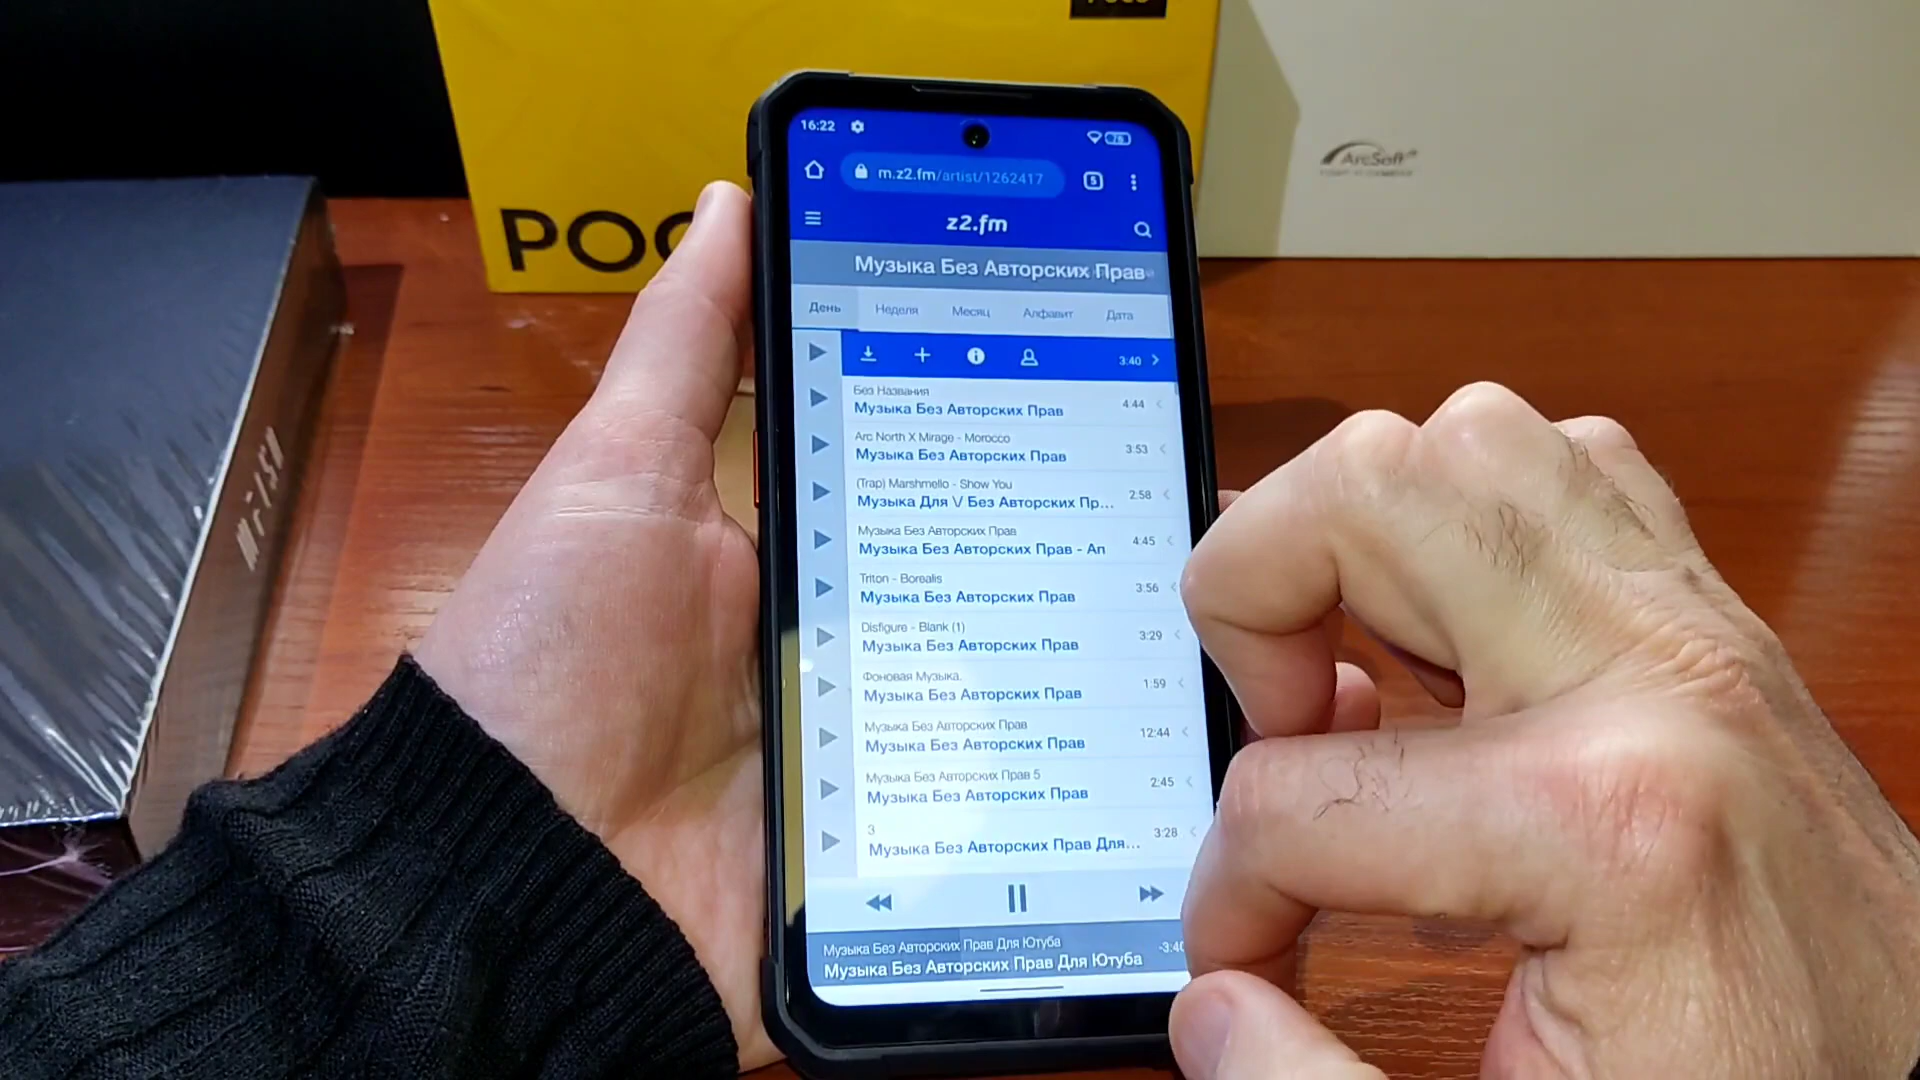 POCO
ArcSoft
16:22
76
m.z2.fm/artist/1262417
5
z2.fm
Музыка Без Авторских Прав
День Неделя Месяц Алфавит Дата
3:40
Без Названия
Музыка Без Авторских Прав
4:44
Arc North X Mirage - Morocco
Музыка Без Авторских Прав
3:53
(Trap) Marshmello - Show You
Музыка Для \/ Без Авторских Пр...
2:58
Музыка Без Авторских Прав
Музыка Без Авторских Прав - Ап
4:45
Triton - Borealis
Музыка Без Авторских Прав
3:56
Disfigure - Blank (1)
Музыка Без Авторских Прав
3:29
Фоновая Музыка.
Музыка Без Авторских Прав
1:59
Музыка Без Авторских Прав
Музыка Без Авторских Прав
12:44
Музыка Без Авторских Прав 5
Музыка Без Авторских Прав
2:45
3
Музыка Без Авторских Прав Для...
3:28
Музыка Без Авторских Прав Для Ютуба
-3:40
Музыка Без Авторских Прав Для Ютуба